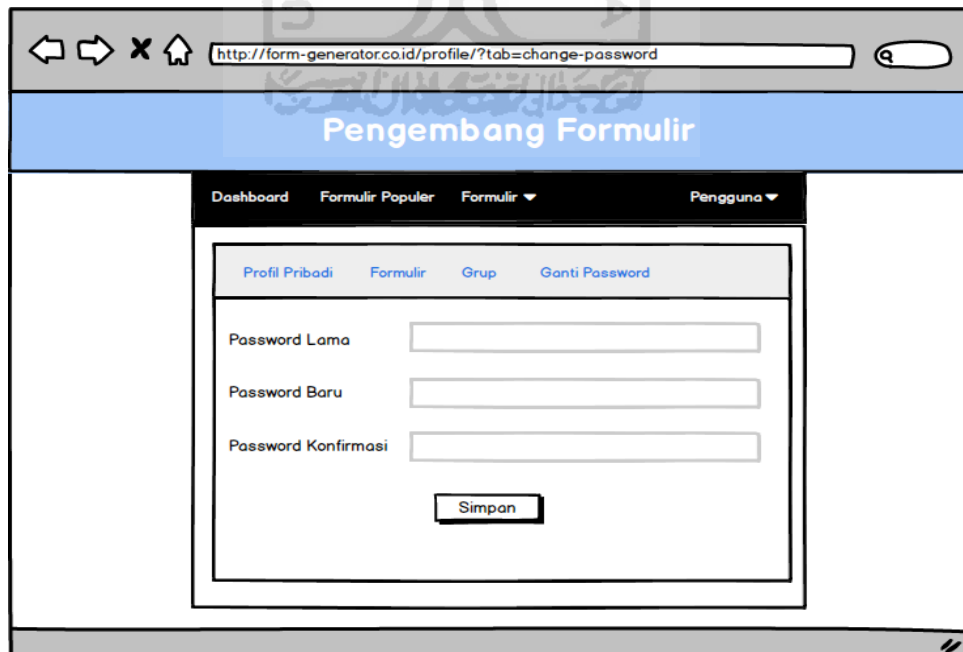 http://form-generator.co.id/profile/?tab=change-password
Pengembang Formulir
Dashboard Formulir Populer Formulir Pengguna
Profil Pribadi Formulir Grup Ganti Password
Password Lama
Password Baru
Password Konfirmasi
Simpan